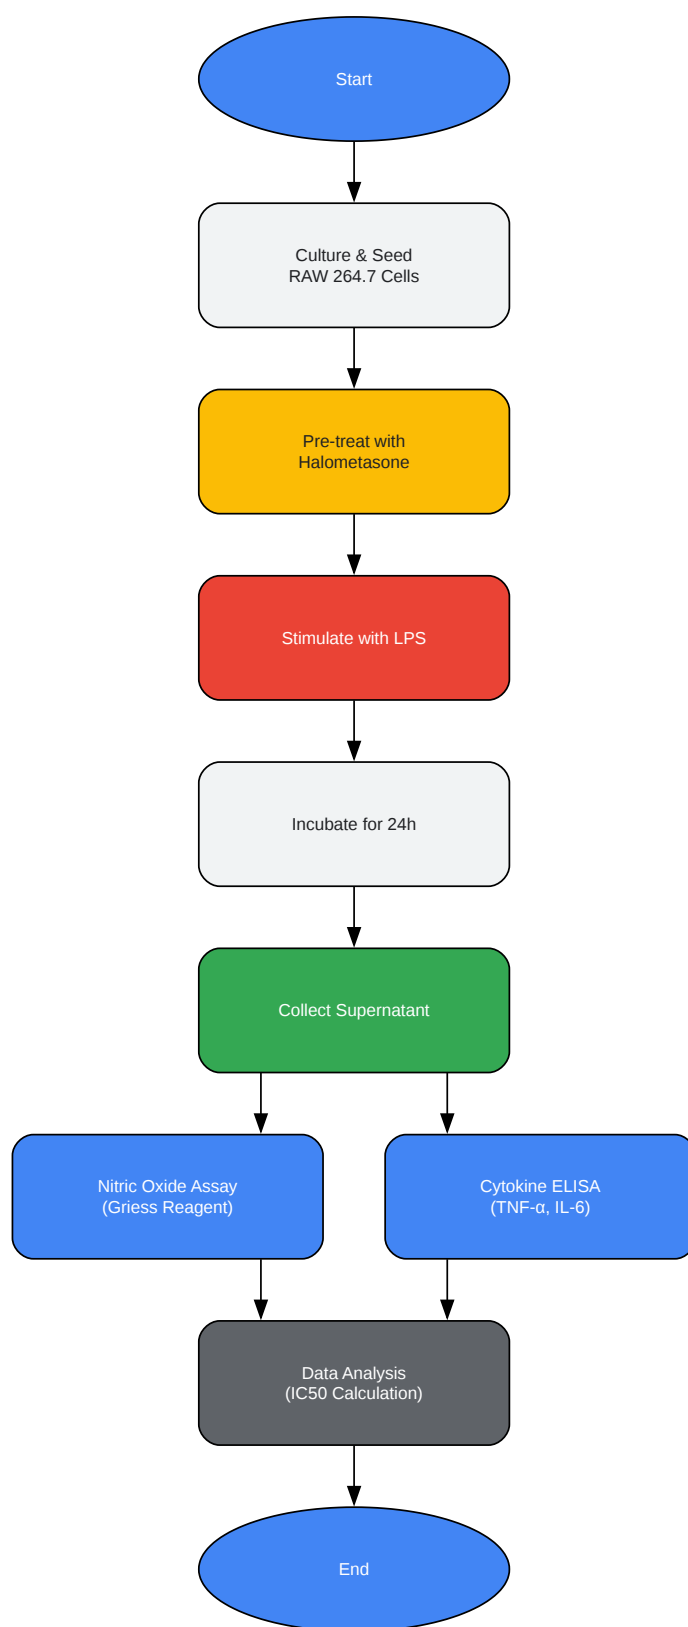 Start
Culture & Seed
RAW 264.7 Cells
Pre-treat with
Halometasone
Stimulate with LPS
Incubate for 24h
Collect Supernatant
Nitric Oxide Assay
(Griess Reagent)
Cytokine ELISA
(TNF-α, IL-6)
Data Analysis
(IC50 Calculation)
End